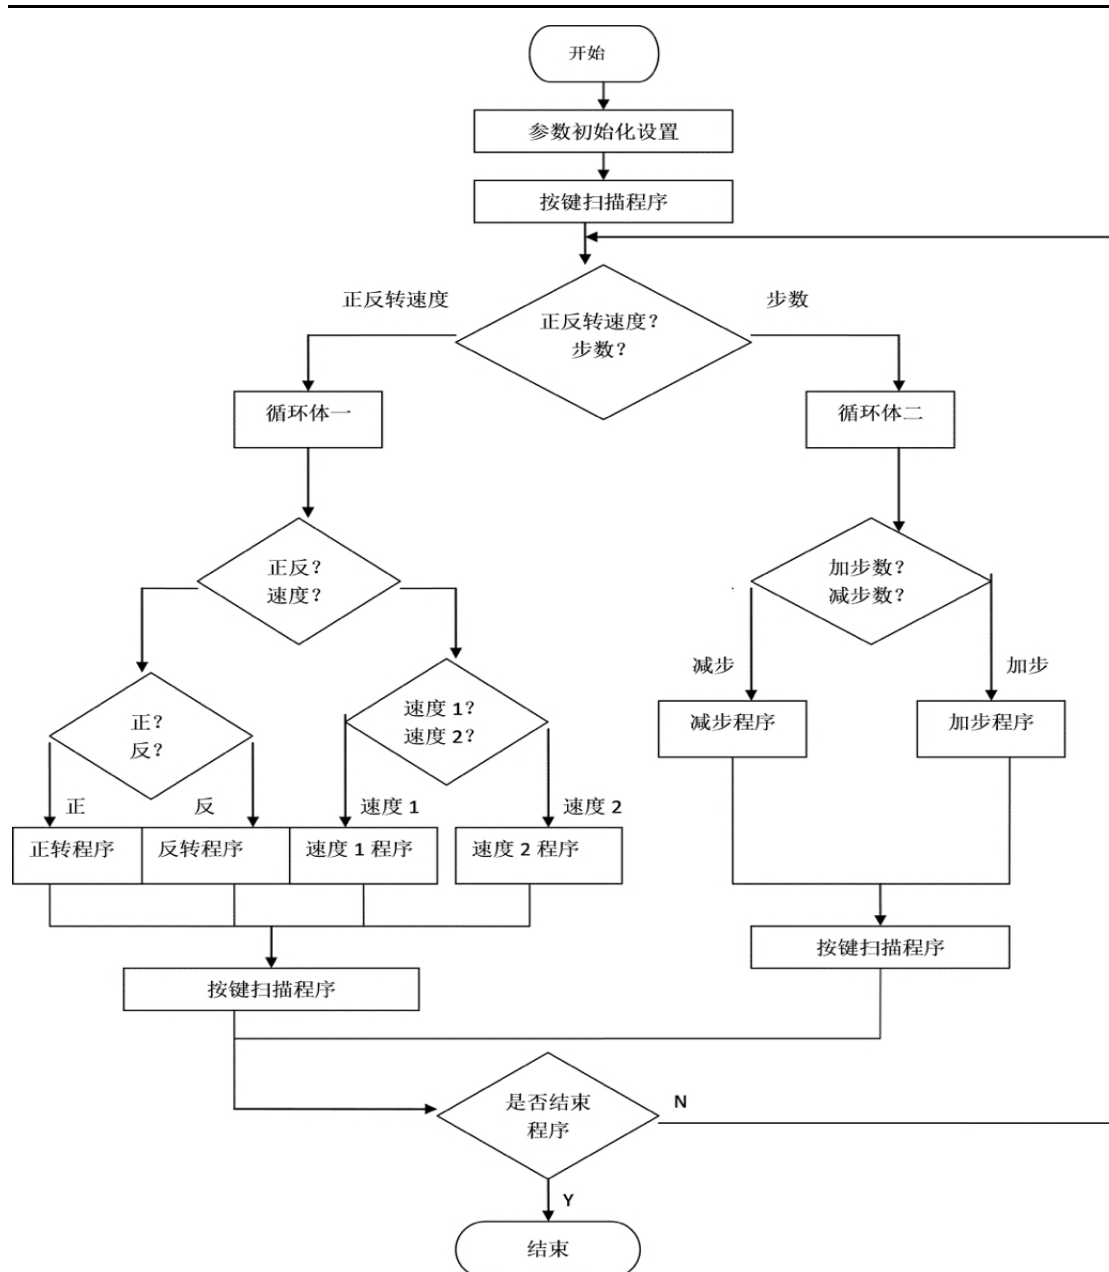 开始
参数初始化设置
按键扫描程序
正反转速度
步数
正反转速度?
步数?
循环体一
循环体二
正反?
速度?
加步数?
减步数?
减步
加步
正?
反?
速度 1?
速度 2?
减步程序
加步程序
正
反
速度 1
速度 2
正转程序
反转程序
速度 1 程序
速度 2 程序
按键扫描程序
按键扫描程序
是否结束
程序
N
Y
结束